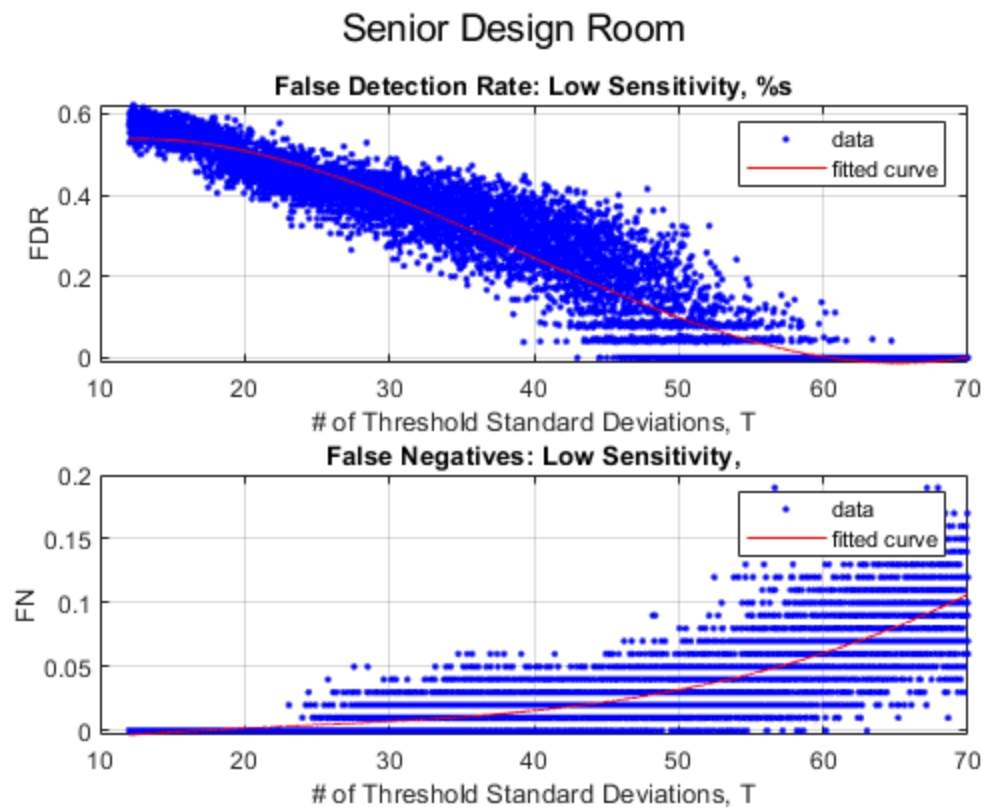 Senior Design Room
False Detection Rate: Low Sensitivity, %s
0.6
0.4
0.2
0
FDR
data
fitted curve
10 20 30 40 50 60 70
# of Threshold Standard Deviations, T
False Negatives: Low Sensitivity,
0.2
0.15
0.1
0.05
0
FN
data
fitted curve
10 20 30 40 50 60 70
# of Threshold Standard Deviations, T